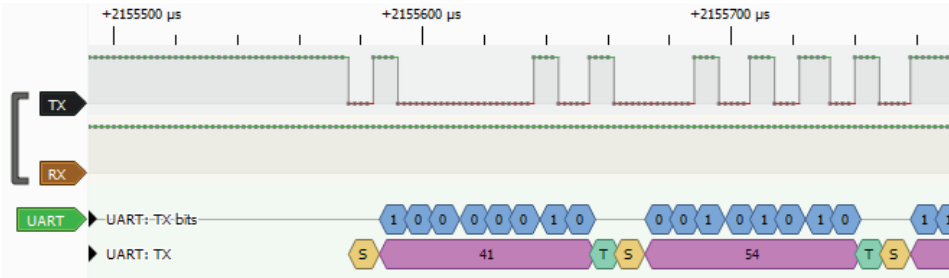 +2155500 µs +2155600 µs +2155700 µs
TX
RX
UART UART: TX bits 1 0 0 0 0 0 1 0 0 0 1 0 1 0 1 0 1 1
UART: TX S 41 T S 54 T S